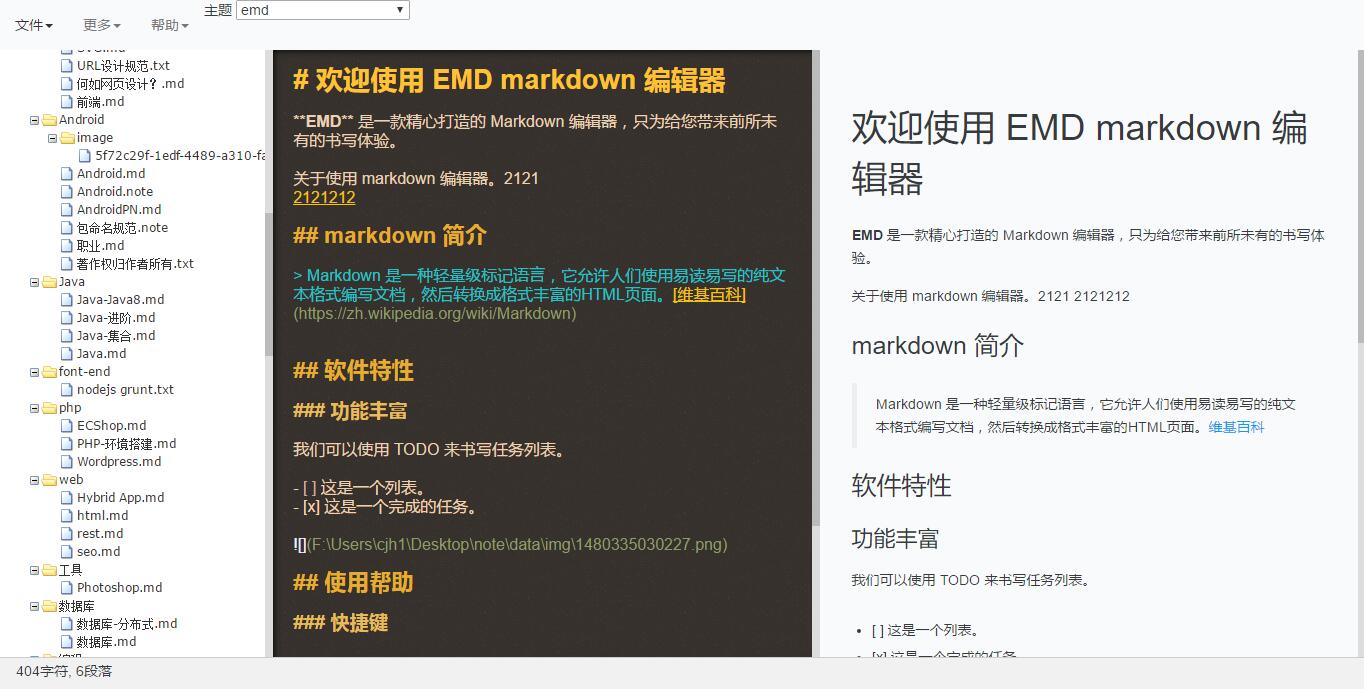 文件 更多 帮助 主题 emd
URL设计规范.txt
何如网页设计？.md
前端.md
Android
image
5f72c29f-1edf-4489-a310-fa
Android.md
Android.note
AndroidPN.md
包命名规范.note
职业.md
著作权归作者所有.txt
Java
Java-Java8.md
Java-进阶.md
Java-集合.md
Java.md
font-end
nodejs grunt.txt
php
ECShop.md
PHP-环境搭建.md
Wordpress.md
web
Hybrid App.md
html.md
rest.md
seo.md
工具
Photoshop.md
数据库
数据库-分布式.md
数据库.md
# 欢迎使用 EMD markdown 编辑器
**EMD** 是一款精心打造的 Markdown 编辑器，只为给您带来前所未
有的书写体验。
关于使用 markdown 编辑器。2121
2121212
## markdown 简介
> Markdown 是一种轻量级标记语言，它允许人们使用易读易写的纯文
本格式编写文档，然后转换成格式丰富的HTML页面。[维基百科]
(https://zh.wikipedia.org/wiki/Markdown)
## 软件特性
### 功能丰富
我们可以使用 TODO 来书写任务列表。
- [ ] 这是一个列表。
- [x] 这是一个完成的任务。
![](F:\Users\cjh1\Desktop\note\data\img\1480335030227.png)
## 使用帮助
### 快捷键
欢迎使用 EMD markdown 编
辑器
EMD 是一款精心打造的 Markdown 编辑器，只为给您带来前所未有的书写体
验。
关于使用 markdown 编辑器。2121 2121212
markdown 简介
Markdown 是一种轻量级标记语言，它允许人们使用易读易写的纯文
本格式编写文档，然后转换成格式丰富的HTML页面。维基百科
软件特性
功能丰富
我们可以使用 TODO 来书写任务列表。
• [ ] 这是一个列表。
• [x] 这是一个完成的任务
404字符, 6段落